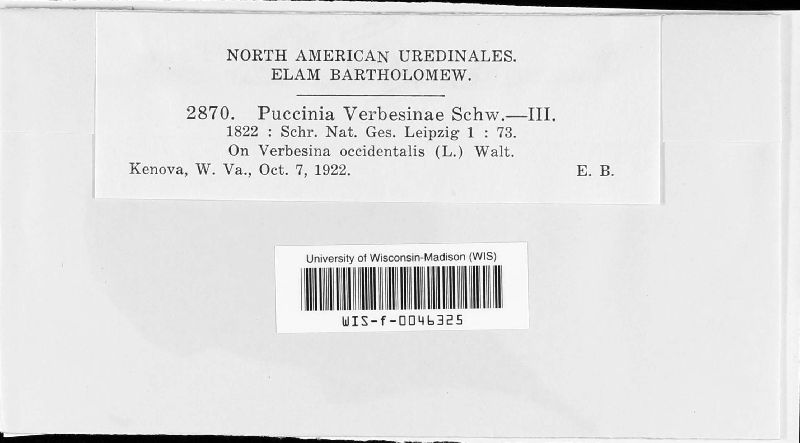 NORTH AMERICAN UREDINALES.
ELAM BARTHOLOMEW.
2870. Puccinia Verbesinae Schw.—III.
1822 : Schr. Nat. Ges. Leipzig 1 : 73.
On Verbesina occidentalis (L.) Walt.
Kenova, W. Va., Oct. 7, 1922. E. B.
University of Wisconsin-Madison (WIS)
WIS-f-0046325